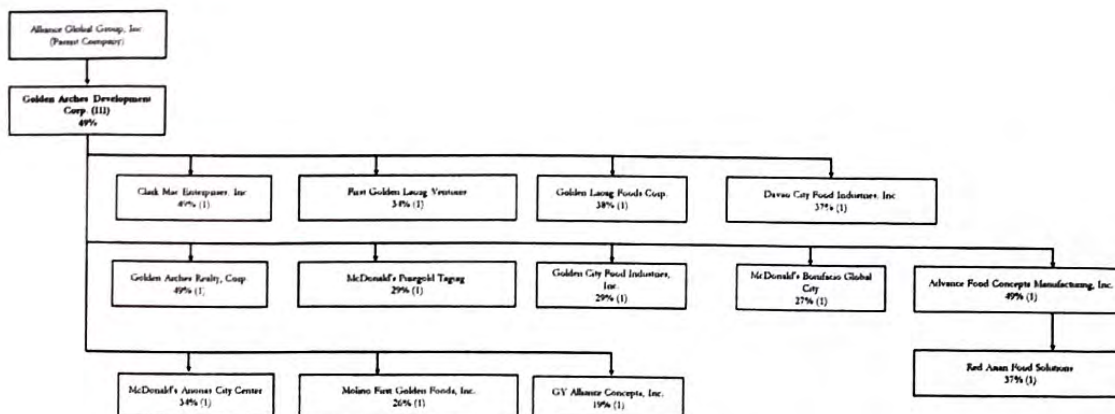 Alliance Global Group, Inc.
(Parent Company)
Golden Arches Development
Corp. (III)
49%
Clark Mac Enterprises, Inc
49% (1)
First Golden Laoag Ventures
34% (1)
Golden Laoag Foods Corp.
38% (1)
Davao City Food Industries, Inc
37% (1)
Golden Arches Realty, Corp
49% (1)
McDonald's Puregold Taguig
29% (1)
Golden City Food Industries,
Inc.
29% (1)
McDonald's Bonifacio Global
City
27% (1)
Advance Food Concepts Manufacturing, Inc.
49% (1)
Red Asian Food Solutions
37% (1)
McDonald's Anonas City Center
34% (1)
Molino First Golden Foods, Inc.
26% (1)
GY Alliance Concepts, Inc.
19% (1)